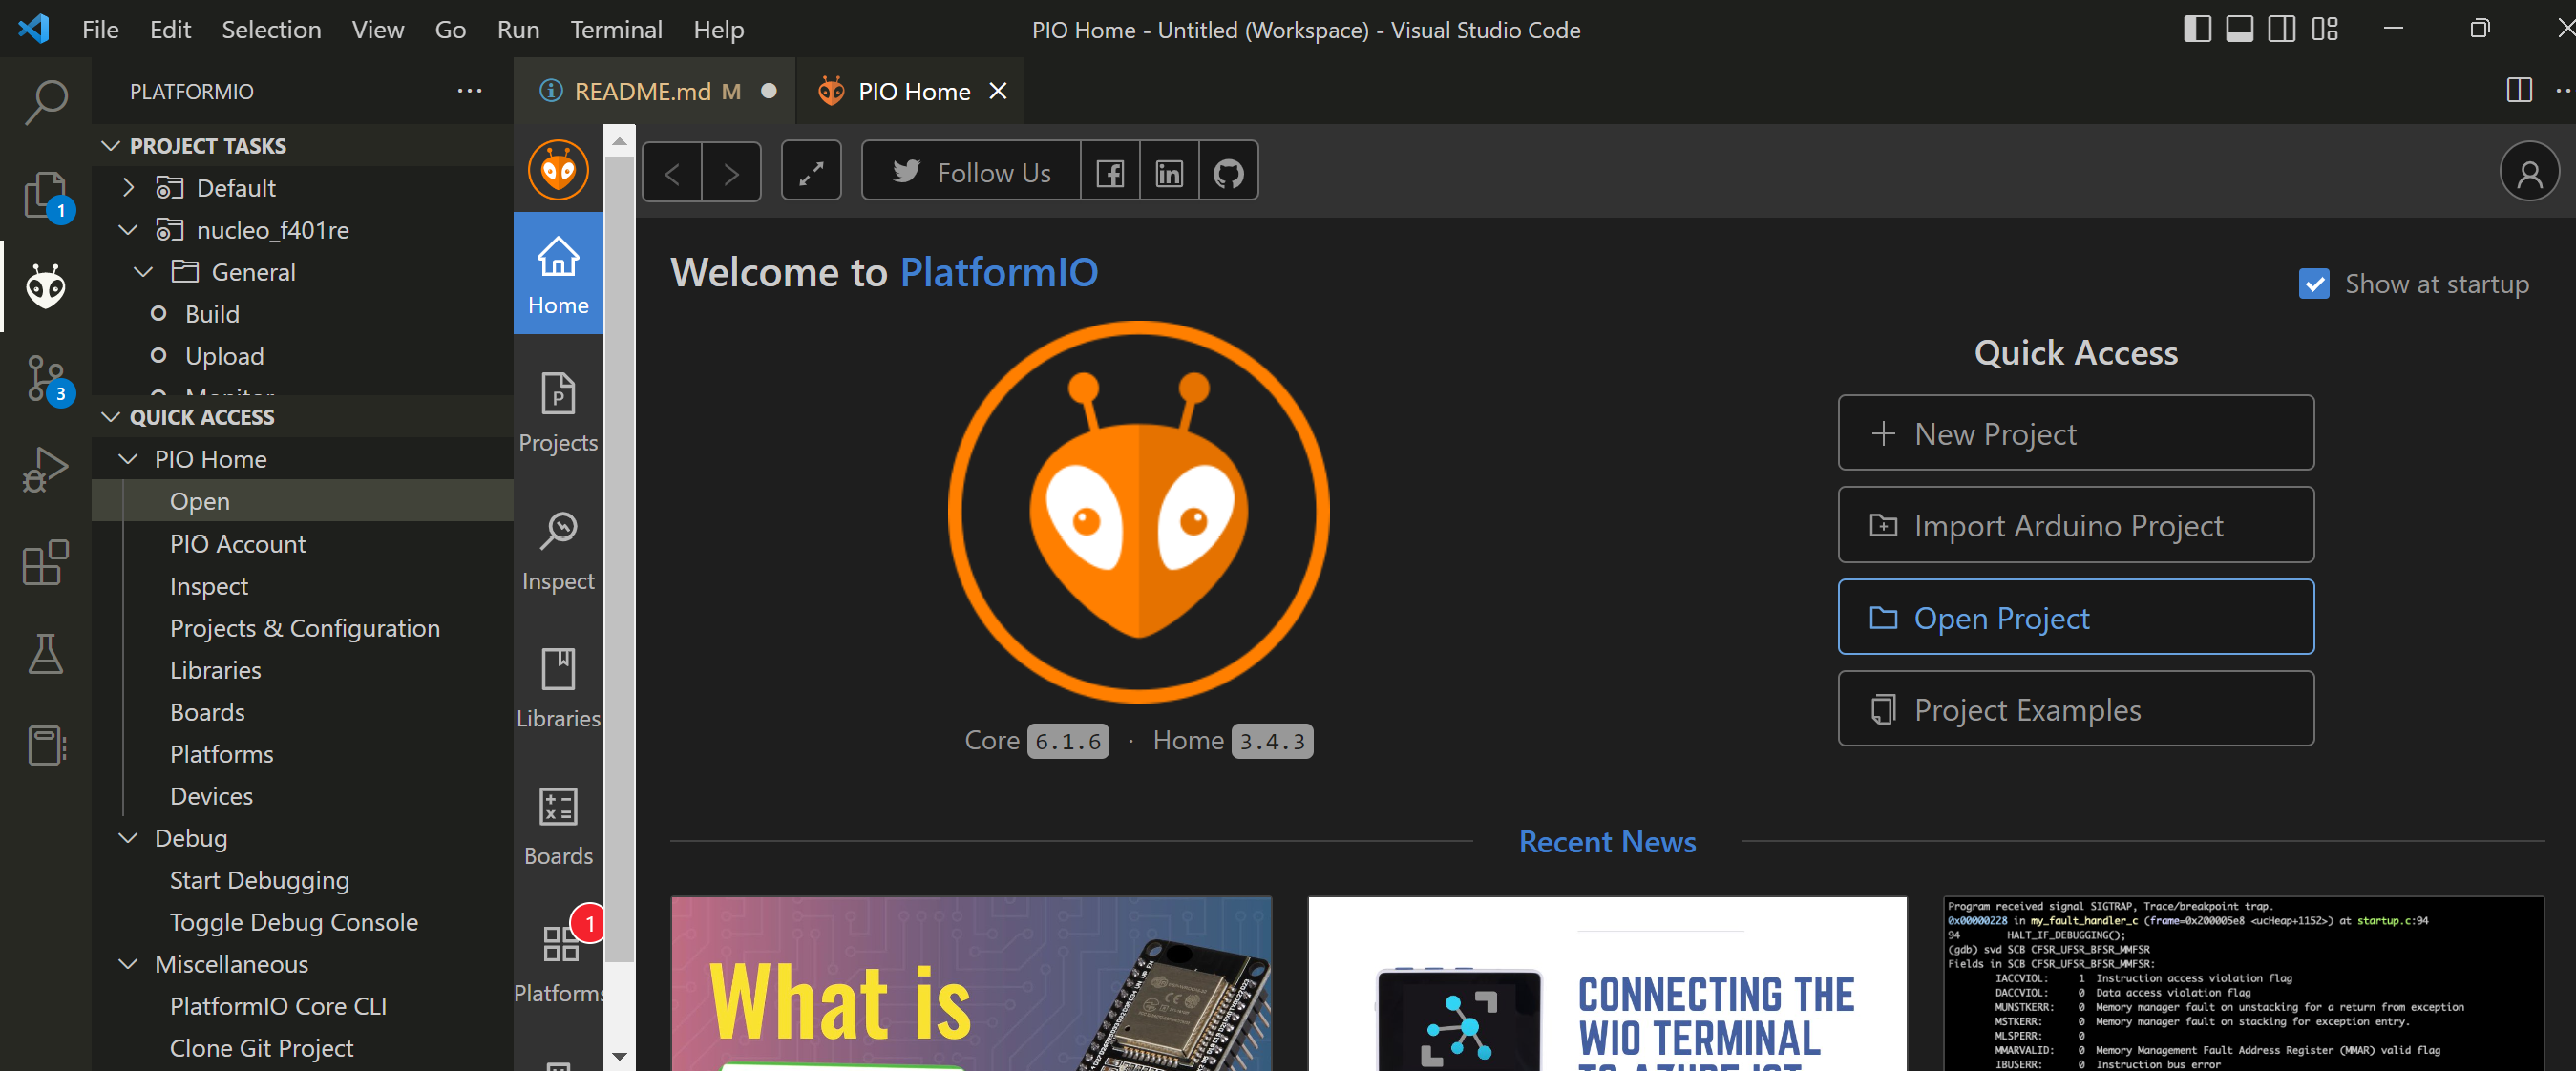 File Edit Selection View Go Run Terminal Help
PIO Home - Untitled (Workspace) - Visual Studio Code
PLATFORMIO
README.md M
PIO Home
PROJECT TASKS
Default
nucleo_f401re
General
Build
Upload
Monitor
QUICK ACCESS
PIO Home
Open
PIO Account
Inspect
Projects & Configuration
Libraries
Boards
Platforms
Devices
Debug
Start Debugging
Toggle Debug Console
Miscellaneous
PlatformIO Core CLI
Clone Git Project
1
3
Home
Projects
Inspect
Libraries
Boards
1
Platforms
Follow Us
Welcome to PlatformIO
Show at startup
Core 6.1.6 · Home 3.4.3
Quick Access
New Project
Import Arduino Project
Open Project
Project Examples
Recent News
What is
CONNECTING THE
WIO TERMINAL
TO AZURE IOT
Program received signal SIGTRAP, Trace/breakpoint trap.
0x00000228 in my_fault_handler_c (frame=0x200005e8 <ucHeap+1152>) at startup.c:94
94 HALT_IF_DEBUGGING();
(gdb) svd SCB CFSR_UFSR_BFSR_MMFSR
Fields in SCB CFSR_UFSR_BFSR_MMFSR:
IACCVIOL: 1 Instruction access violation flag
DACCVIOL: 0 Data access violation flag
MUNSTKERR: 0 Memory manager fault on unstacking for a return from exception
MSTKERR: 0 Memory manager fault on stacking for exception entry.
MLSPERR: 0
MMARVALID: 0 Memory Management Fault Address Register (MMAR) valid flag
IBUSERR: 0 Instruction bus error